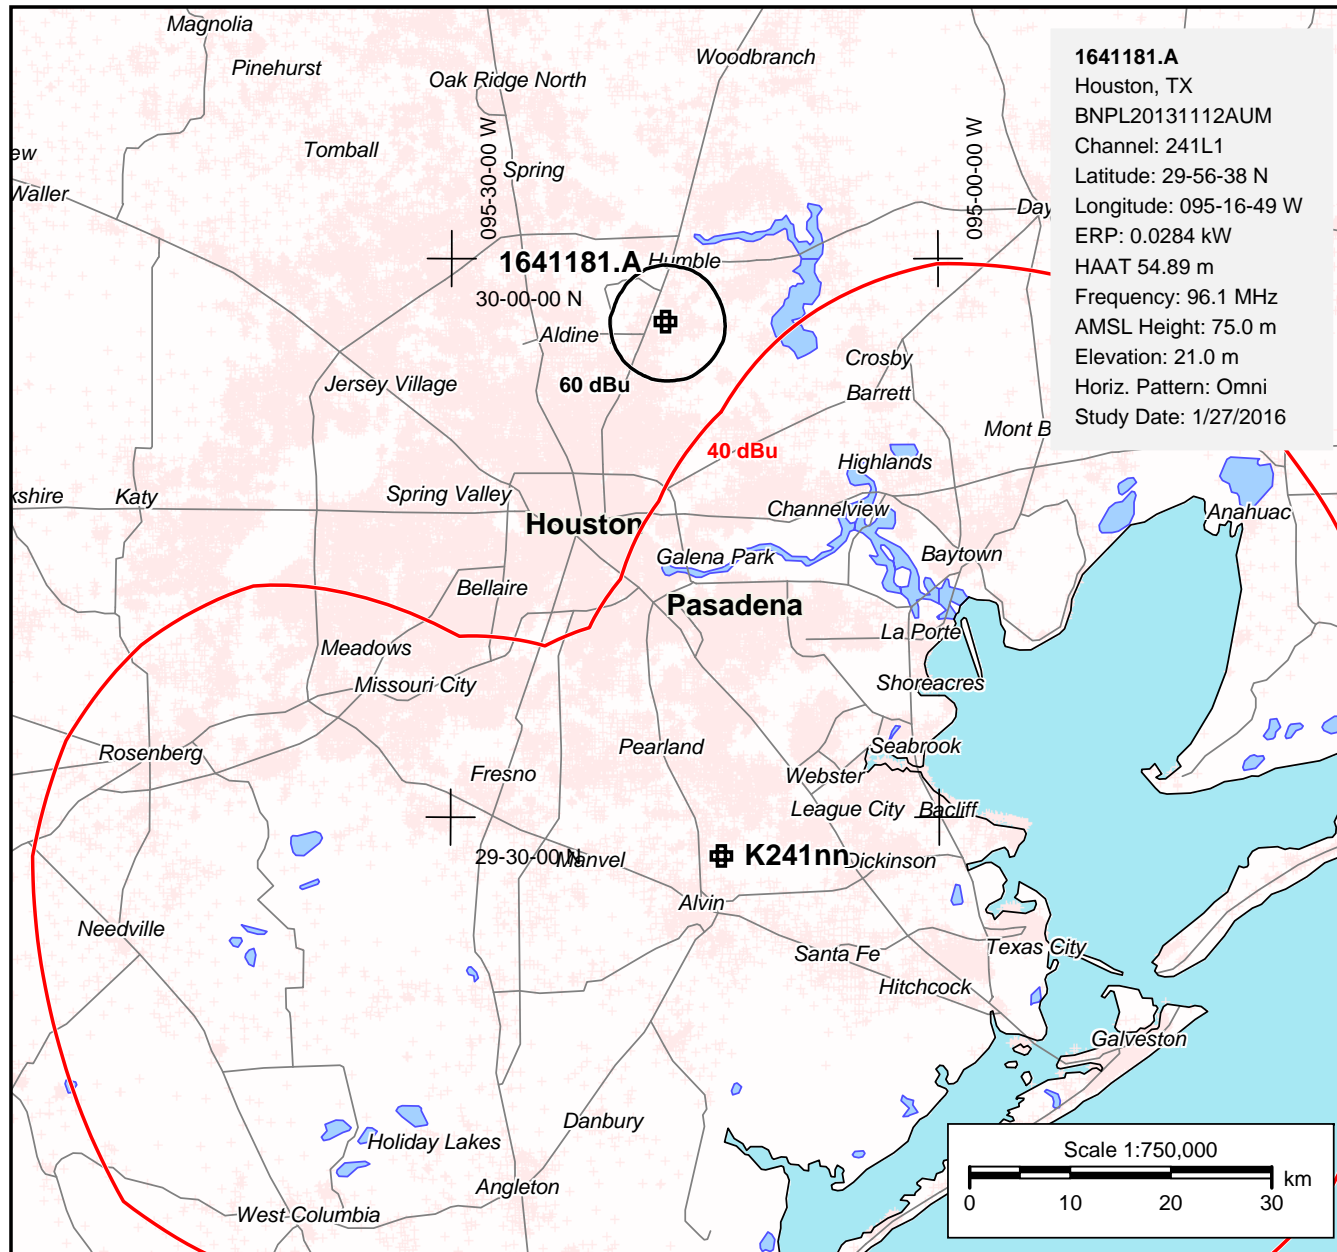 Magnolia
Pinehurst
Oak Ridge North
Woodbranch
Tomball
ew
Waller
Spring
095-30-00 W
095-00-00 W
Day
1641181.A
Houston, TX
BNPL20131112AUM
Channel: 241L1
Latitude: 29-56-38 N
Longitude: 095-16-49 W
ERP: 0.0284 kW
HAAT 54.89 m
Frequency: 96.1 MHz
AMSL Height: 75.0 m
Elevation: 21.0 m
Horiz. Pattern: Omni
Study Date: 1/27/2016
1641181.A
Humble
30-00-00 N
Aldine
60 dBu
Jersey Village
Crosby
Barrett
Mont B
40 dBu
Highlands
kshire
Katy
Spring Valley
Channelview
Anahuac
Houston
Galena Park
Baytown
Bellaire
Pasadena
La Porte
Meadows
Missouri City
Shoreacres
Rosenberg
Pearland
Seabrook
Fresno
Webster
League City
Bacliff
29-30-00 N
Manvel
K241nn
Dickinson
Alvin
Needville
Santa Fe
Texas City
Hitchcock
Galveston
Danbury
Holiday Lakes
Angleton
West Columbia
Scale 1:750,000
km
0 10 20 30